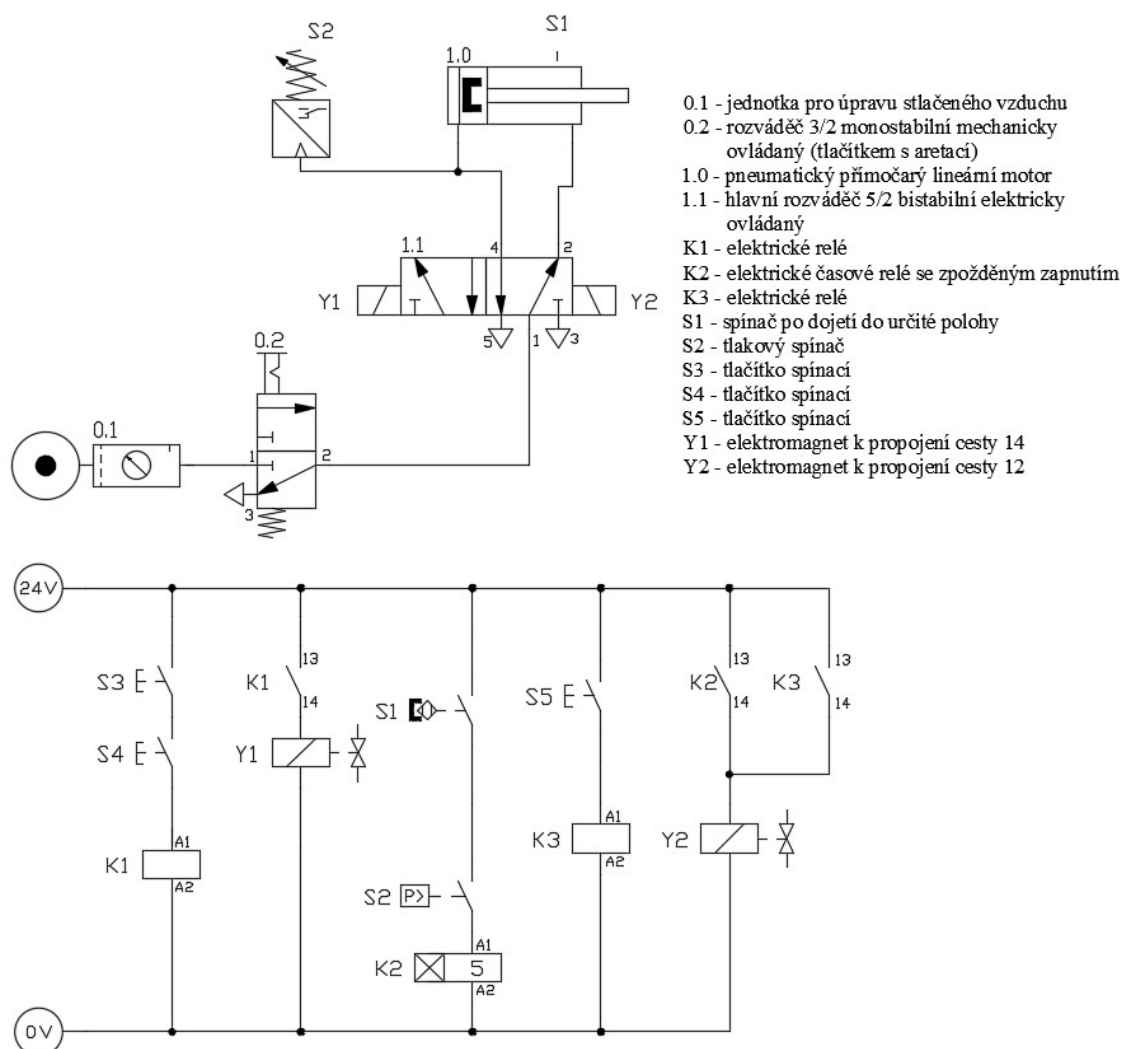 S2
S1
1.0
0.1 - jednotka pro úpravu stlačeného vzduchu
0.2 - rozváděč 3/2 monostabilní mechanicky
ovládaný (tlačítkem s aretací)
1.0 - pneumatický přímočarý lineární motor
1.1 - hlavní rozváděč 5/2 bistabilní elektricky
ovládaný
K1 - elektrické relé
K2 - elektrické časové relé se zpožděným zapnutím
K3 - elektrické relé
S1 - spínač po dojetí do určité polohy
S2 - tlakový spínač
S3 - tlačítko spínací
S4 - tlačítko spínací
S5 - tlačítko spínací
Y1 - elektromagnet k propojení cesty 14
Y2 - elektromagnet k propojení cesty 12
1.1 4 2
Y1 Y2
5 1 3
0.2
0.1
1 2
3
24V
S3 K1 13 14
S1
S5
K2 13 14
K3 13 14
S4 Y1
K1 A1 A2
S2 P>
K2 5 A1 A2
K3 A1 A2
Y2
0V